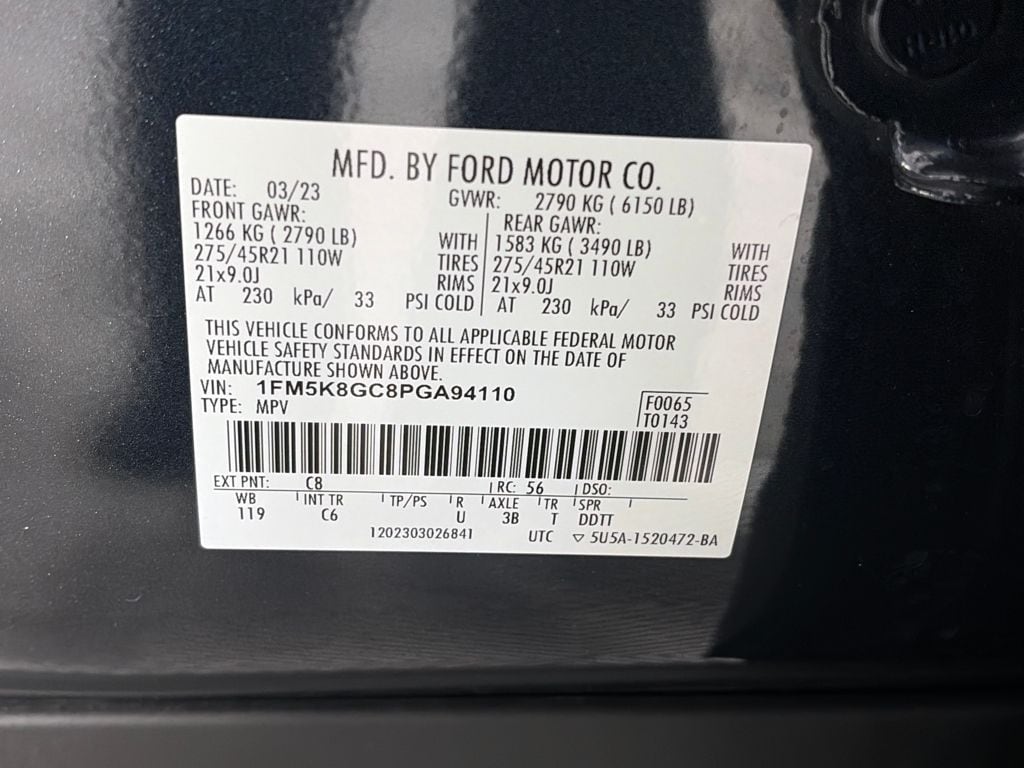 MFD. BY FORD MOTOR CO.
DATE: 03/23 GVWR: 2790 KG ( 6150 LB)
FRONT GAWR: REAR GAWR:
1266 KG ( 2790 LB) WITH 1583 KG ( 3490 LB) WITH
275/45R21 110W TIRES 275/45R21 110W TIRES
21x9.0J RIMS 21x9.0J RIMS
AT 230 kPa/ 33 PSI COLD AT 230 kPa/ 33 PSI COLD
THIS VEHICLE CONFORMS TO ALL APPLICABLE FEDERAL MOTOR
VEHICLE SAFETY STANDARDS IN EFFECT ON THE DATE OF
MANUFACTURE SHOWN ABOVE.
VIN: 1FM5K8GC8PGA94110
TYPE: MPV
F0065
T0143
EXT PNT: C8 RC: 56 DSO:
WB INT TR TP/PS R AXLE TR SPR
119 C6 U 3B T DDTT
1202303026841 UTC ▽ 5U5A-1520472-BA